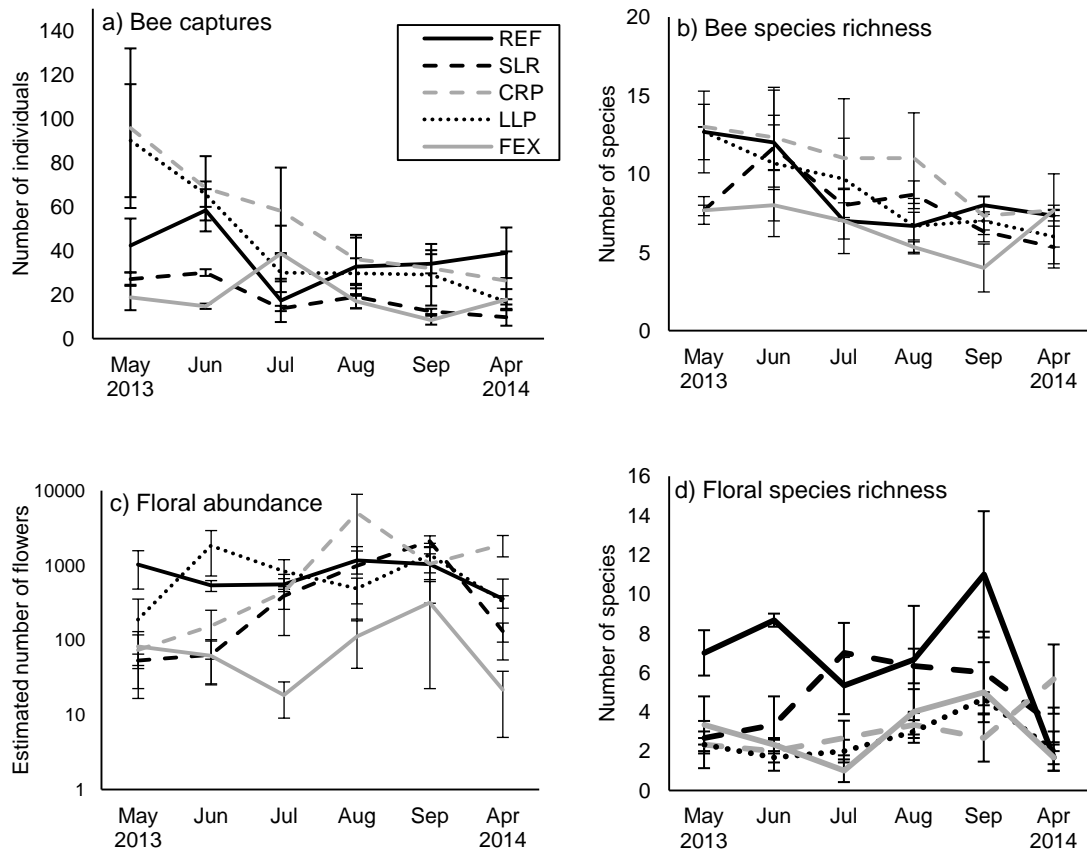 a) Bee captures
Number of individuals
140
120
100
80
60
40
20
0
May Jun Jul Aug Sep Apr
2013 2014
REF
SLR
CRP
LLP
FEX
b) Bee species richness
Number of species
20
15
10
5
0
May Jun Jul Aug Sep Apr
2013 2014
c) Floral abundance
Estimated number of flowers
10000
1000
100
10
1
May Jun Jul Aug Sep Apr
2013 2014
d) Floral species richness
Number of species
16
14
12
10
8
6
4
2
0
May Jun Jul Aug Sep Apr
2013 2014